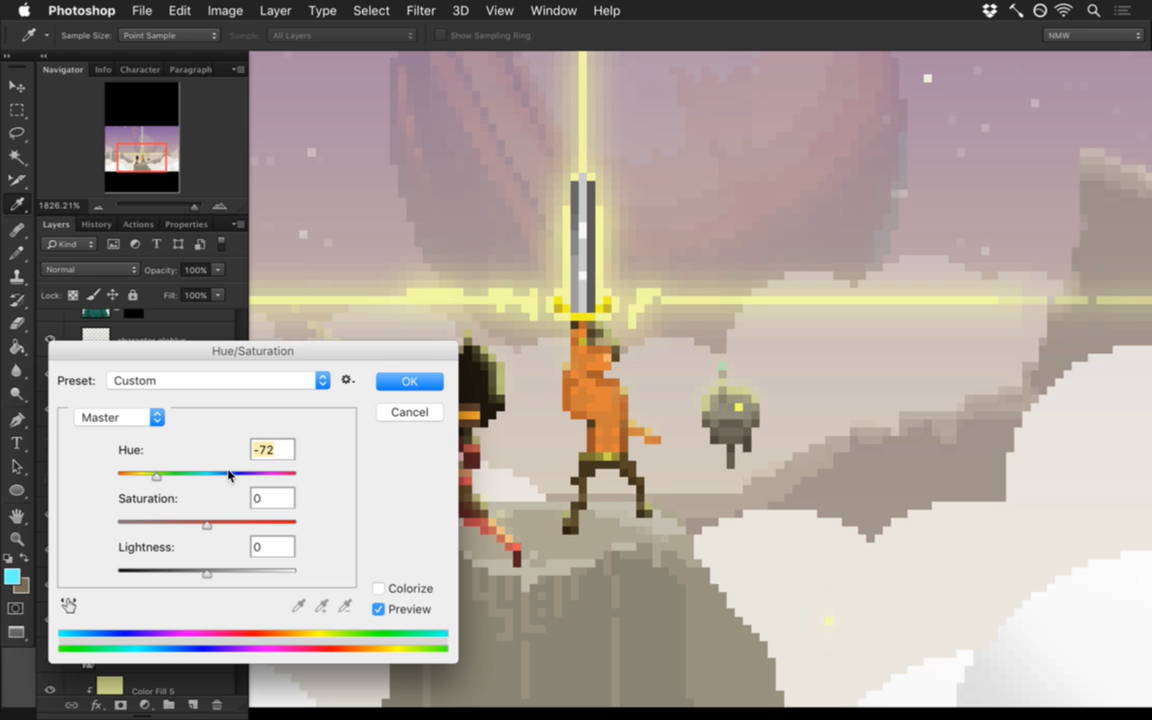 Photoshop File Edit Image Layer Type Select Filter 3D View Window Help
Sample Size: Point Sample Sample: All Layers Show Sampling Ring NMW
Navigator Info Character Paragraph
1826.21%
Layers History Actions Properties
Kind
Normal Opacity: 100%
Lock: Fill: 100%
Hue/Saturation
Preset: Custom OK
Cancel
Master
Hue: -72
Saturation: 0
Lightness: 0
Colorize
Preview
Color Fill 5
fx